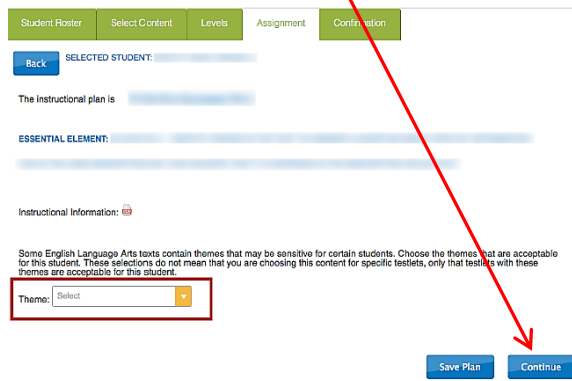 Student Roster Select Content Levels Assignment Confirmation
Back SELECTED STUDENT:
The instructional plan is
ESSENTIAL ELEMENT:
Instructional Information:
Some English Language Arts texts contain themes that may be sensitive for certain students. Choose the themes that are acceptable
for this student. These selections do not mean that you are choosing this content for specific testlets, only that testlets with these
themes are acceptable for this student.
Theme: Select
Save Plan Continue